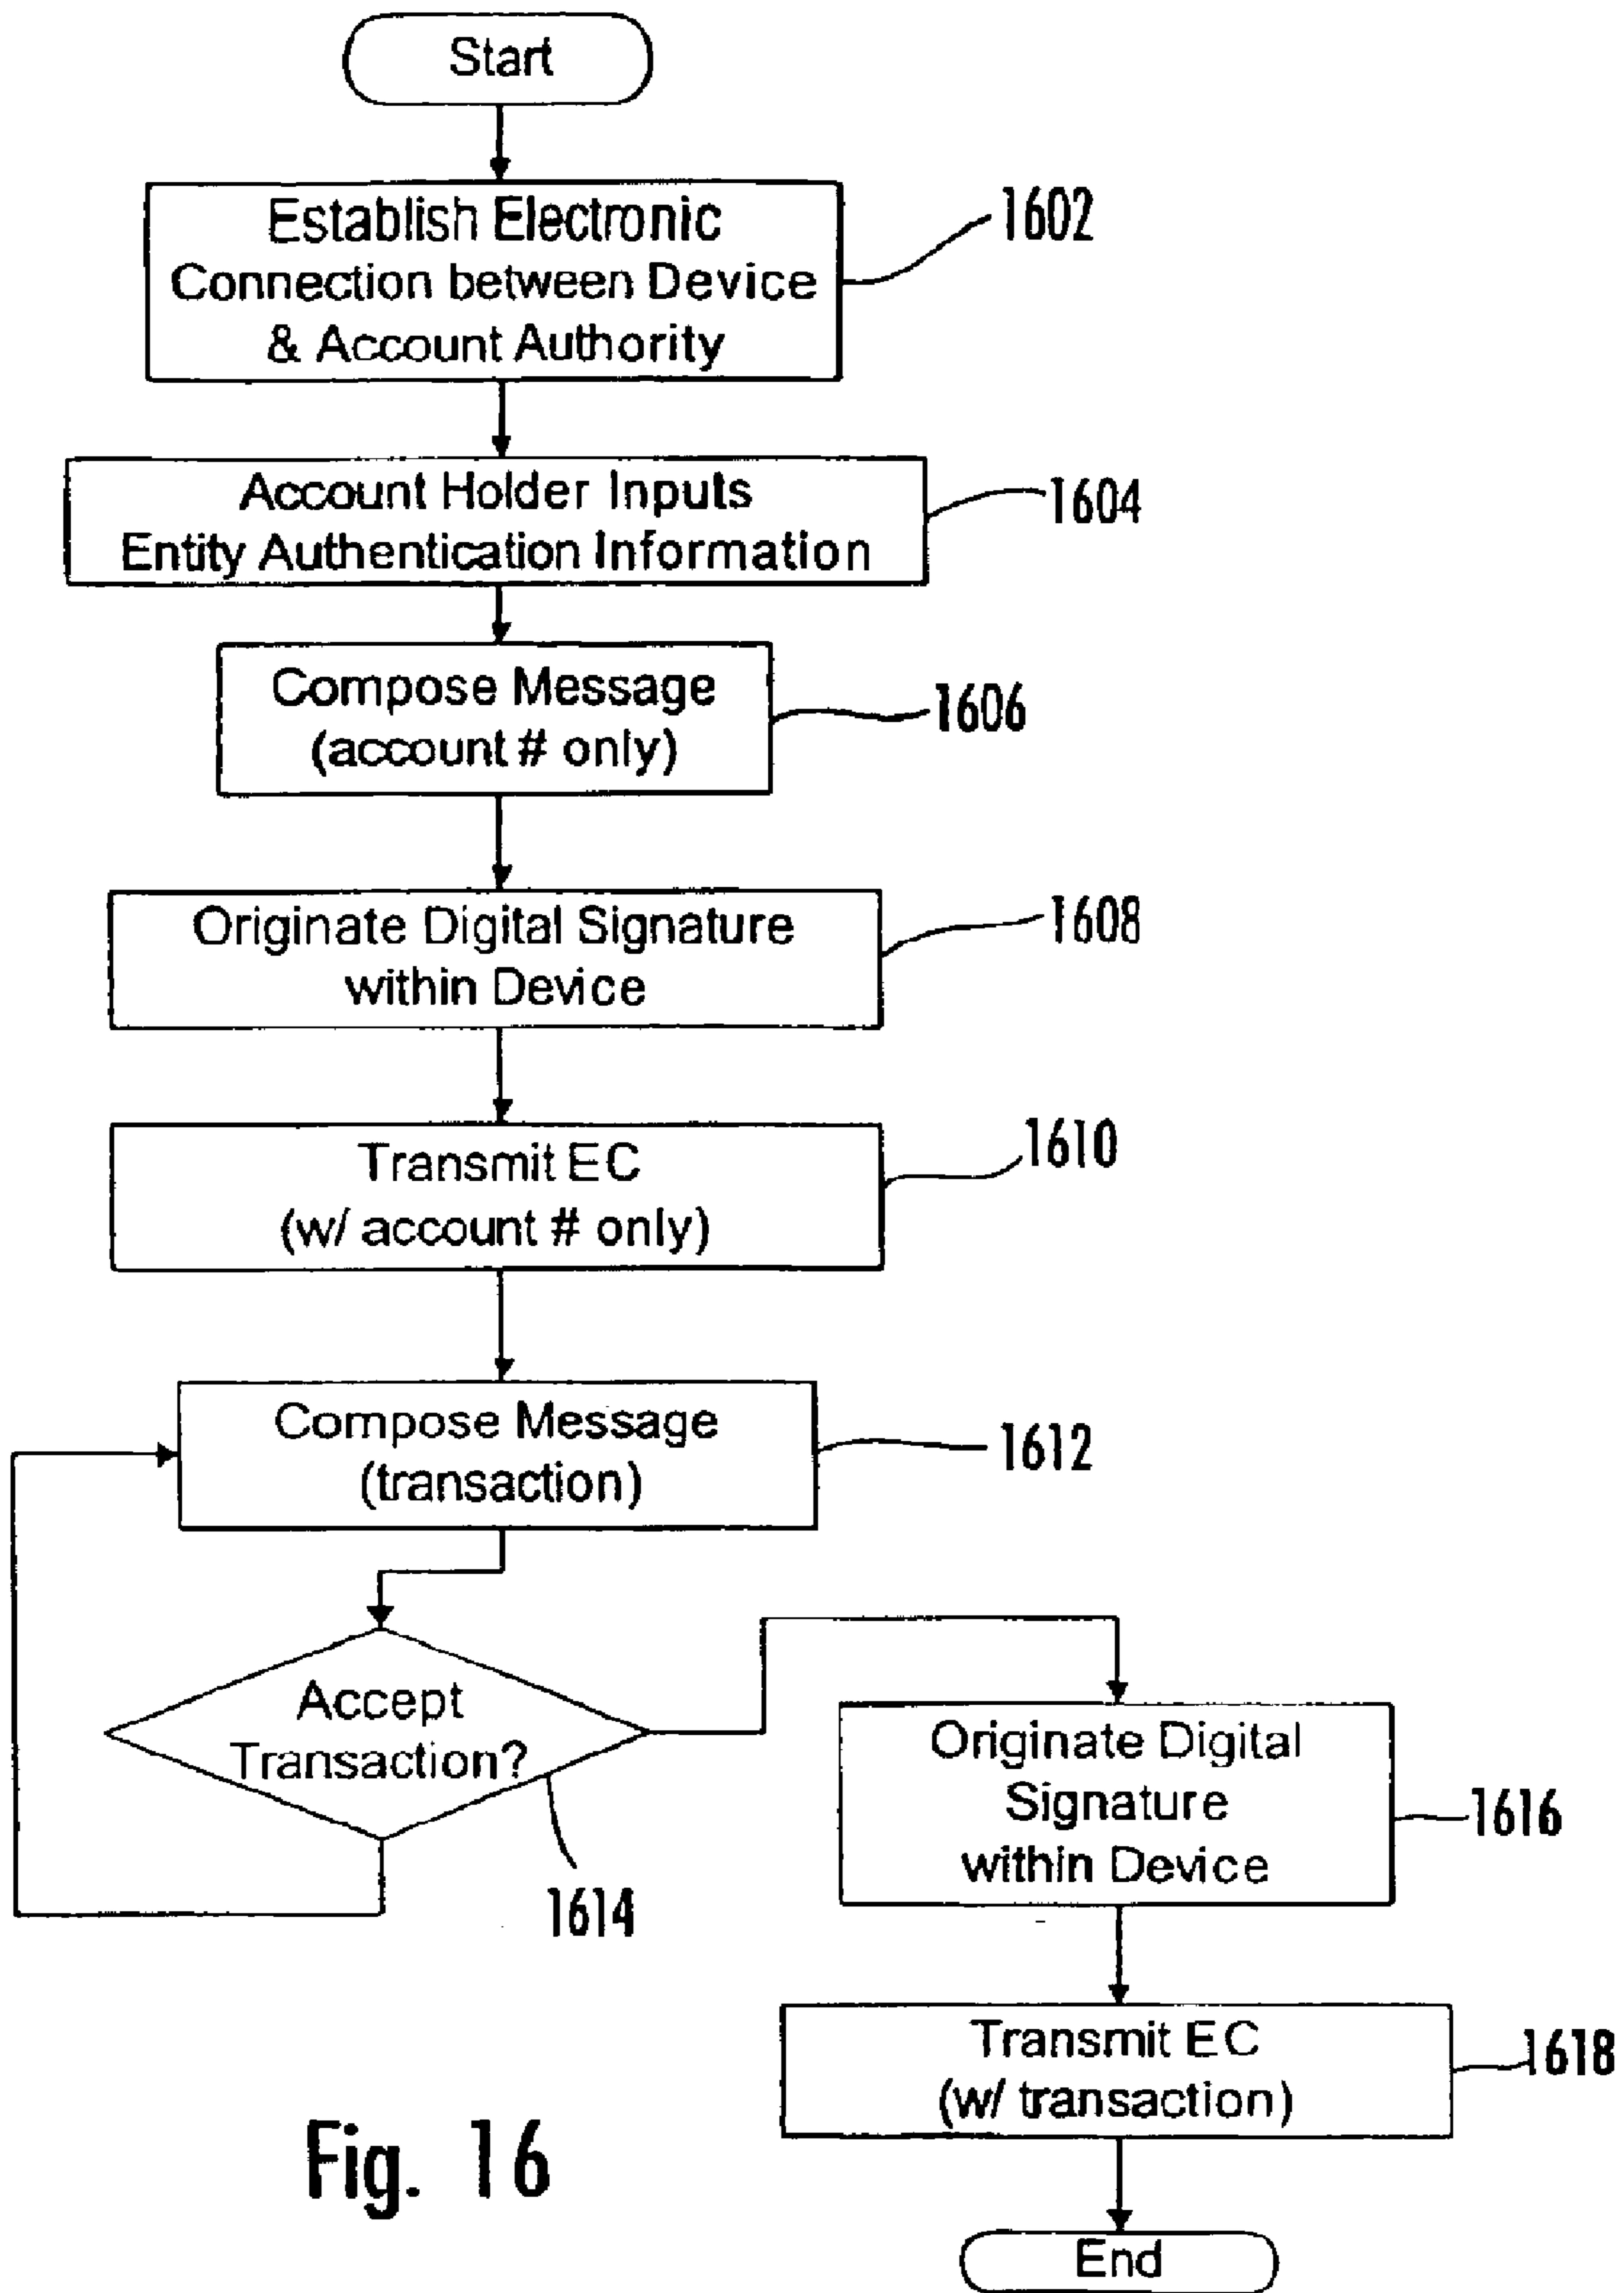 Start
Establish Electronic
Connection between Device
& Account Authority
1602
Account Holder Inputs
Entity Authentication Information
1604
Compose Message
(account # only)
1606
Originate Digital Signature
within Device
1608
Transmit EC
(w/ account # only)
1610
Compose Message
(transaction)
1612
Accept
Transaction?
1614
Originate Digital
Signature
within Device
1616
Transmit EC
(w/ transaction)
1618
End
Fig. 16